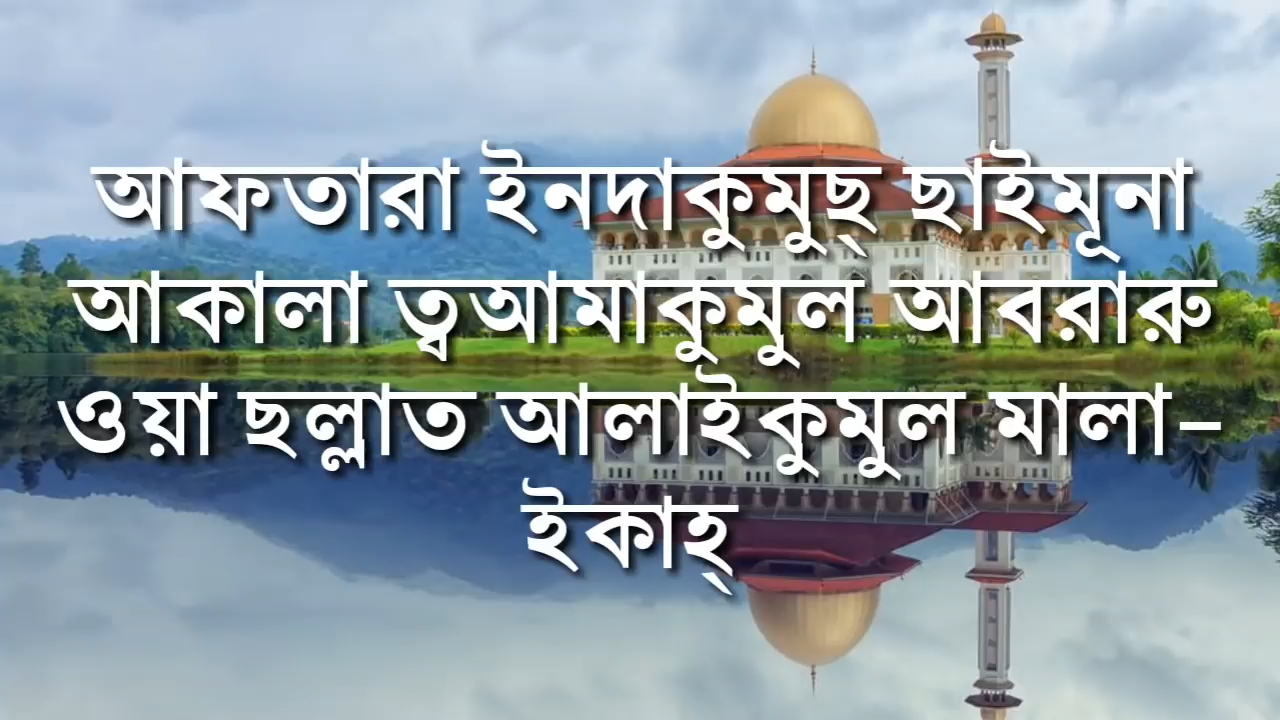 আফতারা ইনদাকুমুছ্ ছাইমূনা
আকালা ত্বআমাকুমুল আবরারু
ওয়া ছল্লাত আলাইকুমুল মালা–
ইকাহ্